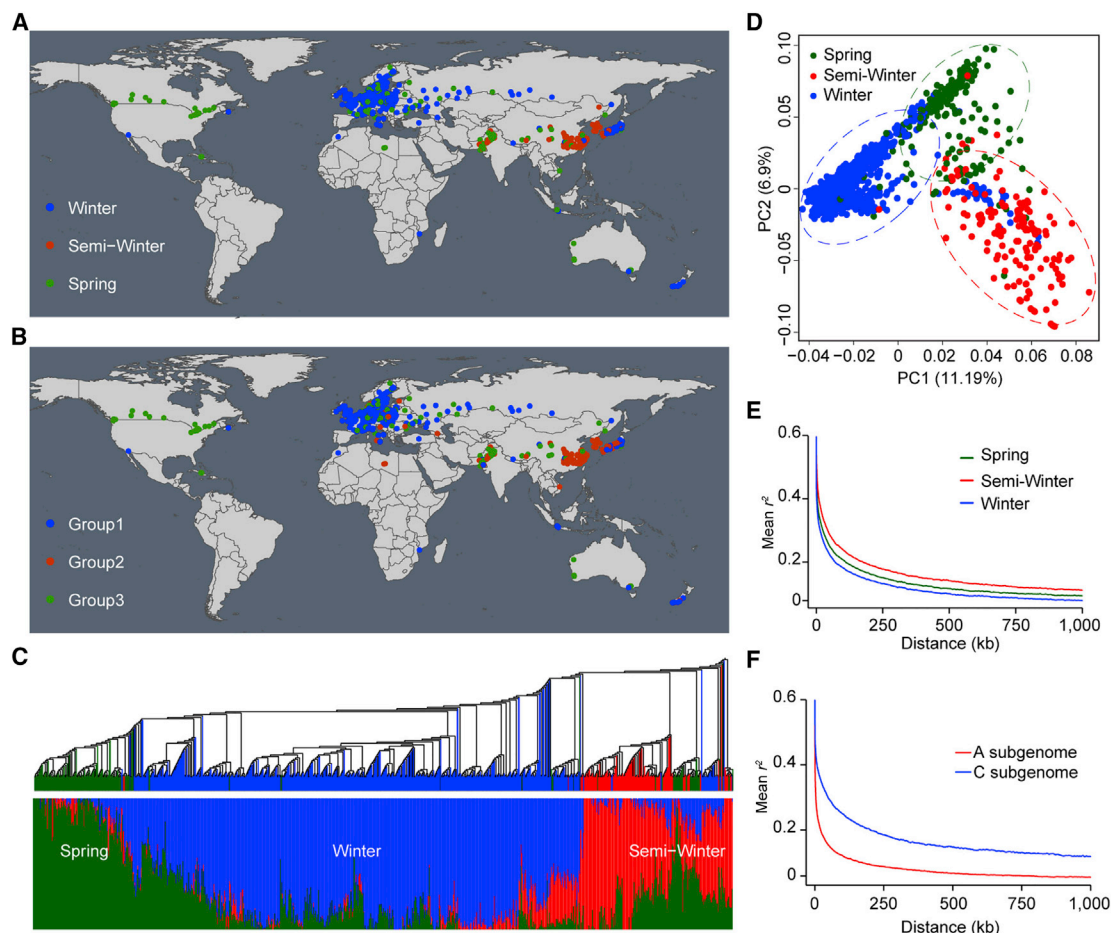 A
Winter
Semi-Winter
Spring
B
Group1
Group2
Group3
C
Spring
Winter
Semi-Winter
D
Spring
Semi-Winter
Winter
0.10
0.05
0
−0.05
−0.10
PC2 (6.9%)
−0.04
−0.02
0
0.02
0.04
0.06
0.08
PC1 (11.19%)
E
Spring
Semi-Winter
Winter
0.6
0.4
0.2
0
Mean r²
0
250
500
750
1,000
Distance (kb)
F
A subgenome
C subgenome
0.6
0.4
0.2
0
Mean r²
0
250
500
750
1,000
Distance (kb)